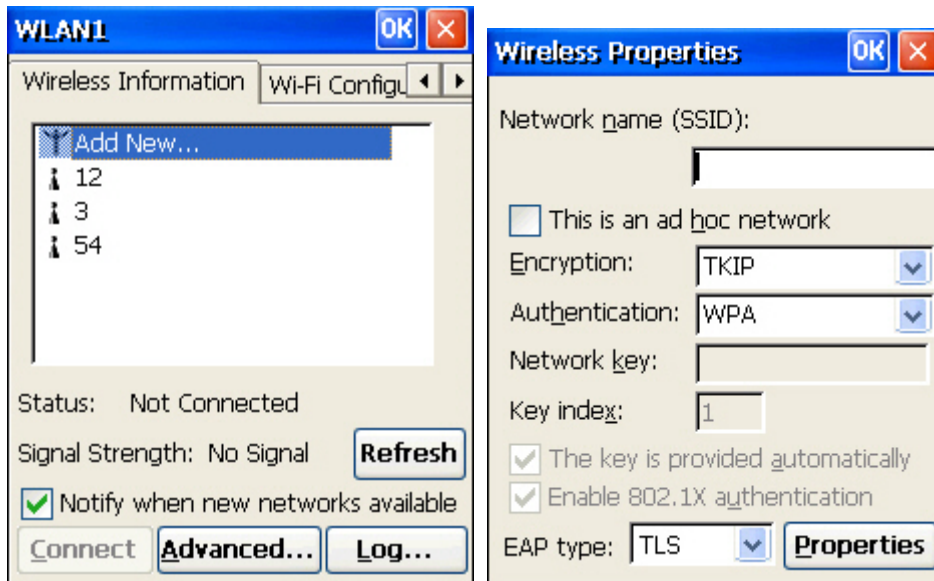 WLAN1 OK
Wireless Information Wi-Fi Configu
Add New...
12
3
54
Status: Not Connected
Signal Strength: No Signal Refresh
Notify when new networks available
Connect Advanced... Log...
Wireless Properties OK
Network name (SSID):
This is an ad hoc network
Encryption: TKIP
Authentication: WPA
Network key:
Key index: 1
The key is provided automatically
Enable 802.1X authentication
EAP type: TLS Properties